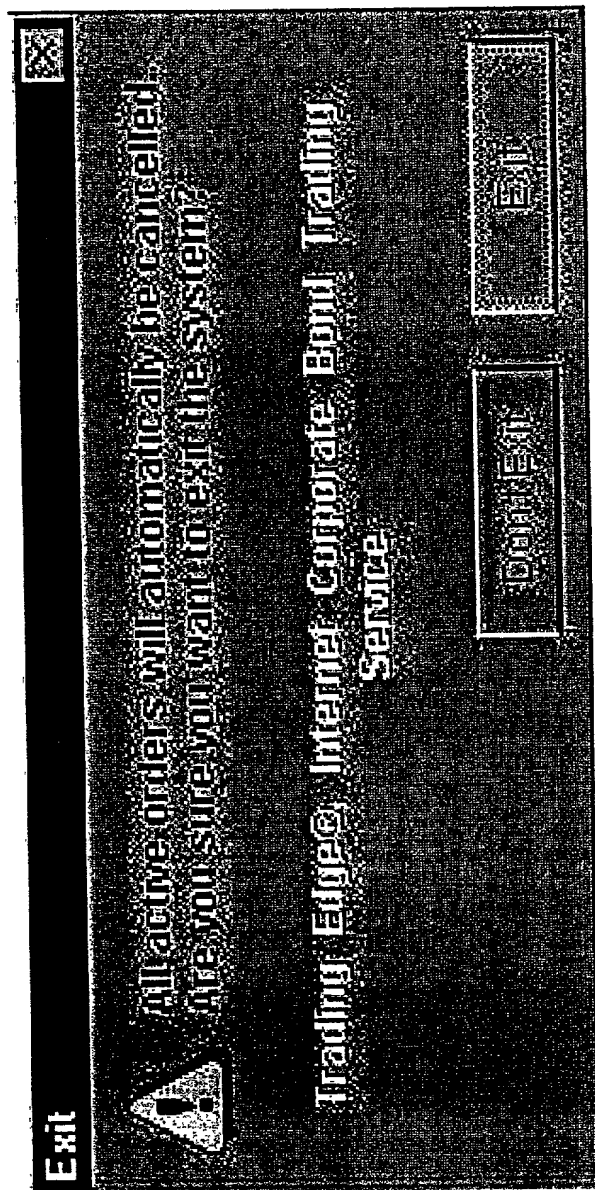 Exit
All active orders will automatically be cancelled.
Are you sure you want to exit the system?
Trading Edge® Internet Corporate Bond Trading
Service
Don't Exit
Exit